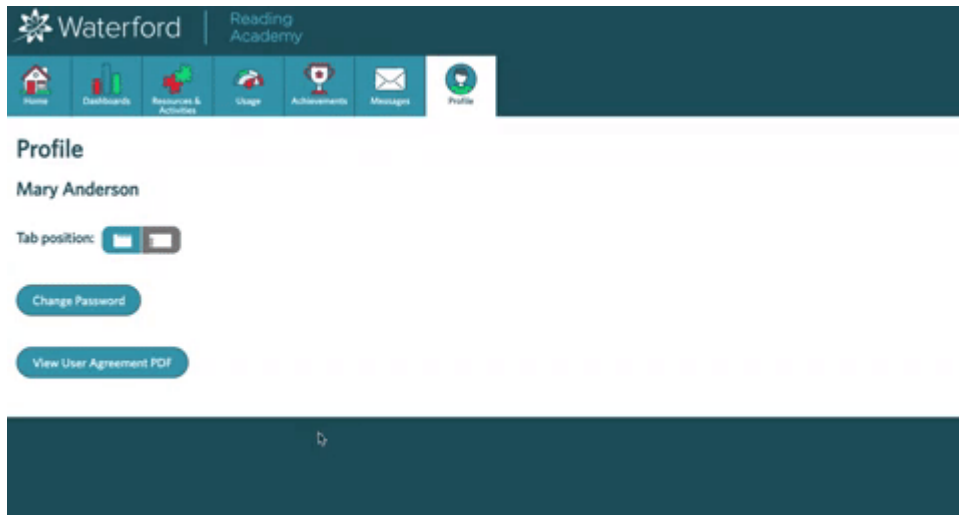 Waterford
Reading
Academy
Home
Dashboards
Resources &
Activities
Usage
Achievements
Messages
Profile
Profile
Mary Anderson
Tab position:
Change Password
View User Agreement PDF